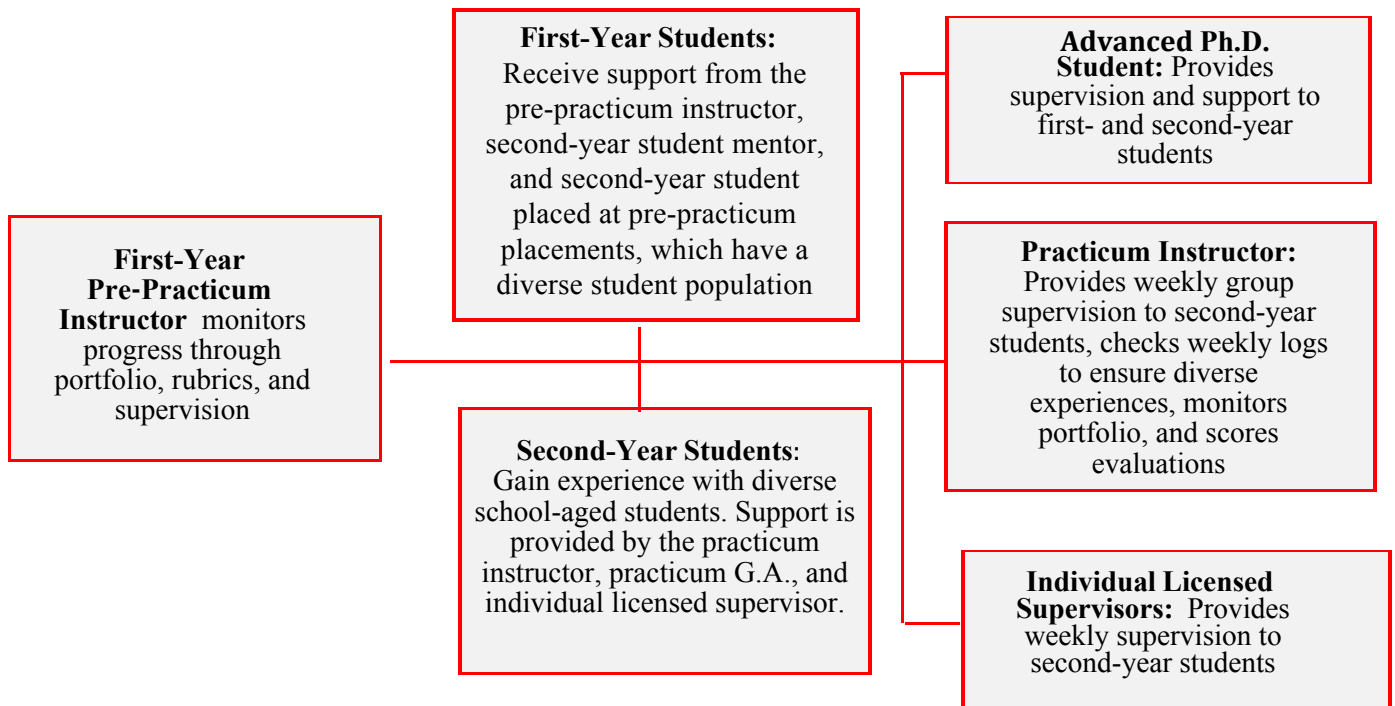 First-Year
Pre-Practicum
Instructor monitors
progress through
portfolio, rubrics, and
supervision
First-Year Students:
Receive support from the
pre-practicum instructor,
second-year student mentor,
and second-year student
placed at pre-practicum
placements, which have a
diverse student population
Second-Year Students:
Gain experience with diverse
school-aged students. Support is
provided by the practicum
instructor, practicum G.A., and
individual licensed supervisor.
Advanced Ph.D.
Student: Provides
supervision and support to
first- and second-year
students
Practicum Instructor:
Provides weekly group
supervision to second-year
students, checks weekly logs
to ensure diverse
experiences, monitors
portfolio, and scores
evaluations
Individual Licensed
Supervisors: Provides
weekly supervision to
second-year students